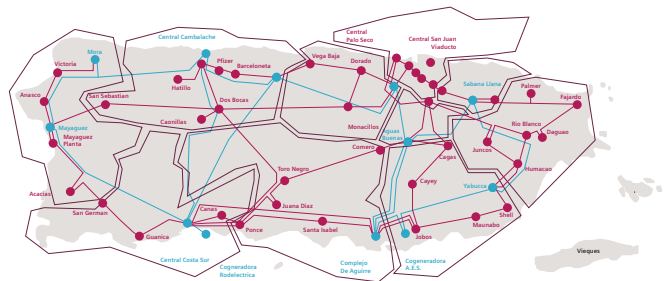 Central Cambalache
Central
Palo Seco
Central San Juan
Viaducto
Mora
Victoria
Pfizer
Barceloneta
Vega Baja
Dorado
Hatillo
Sabana Llana
Palmer
Anasco
San Sebastian
Dos Bocas
Fajardo
Caonillas
Mayaguez
Mayaguez
Planta
Monacillos
Aguas
Buenas
Rio Blanco
Daguao
Comerio
Cagas
Juncos
Humacao
Toro Negro
Acacias
Cayey
Yabucca
San German
Canas
Juana Diaz
Shell
Guanica
Ponce
Santa Isabel
Jobos
Maunabo
Vieques
Central Costa Sur
Cogneradora
Rodelectrica
Complejo
De Aguirre
Cogeneradora
A.E.S.